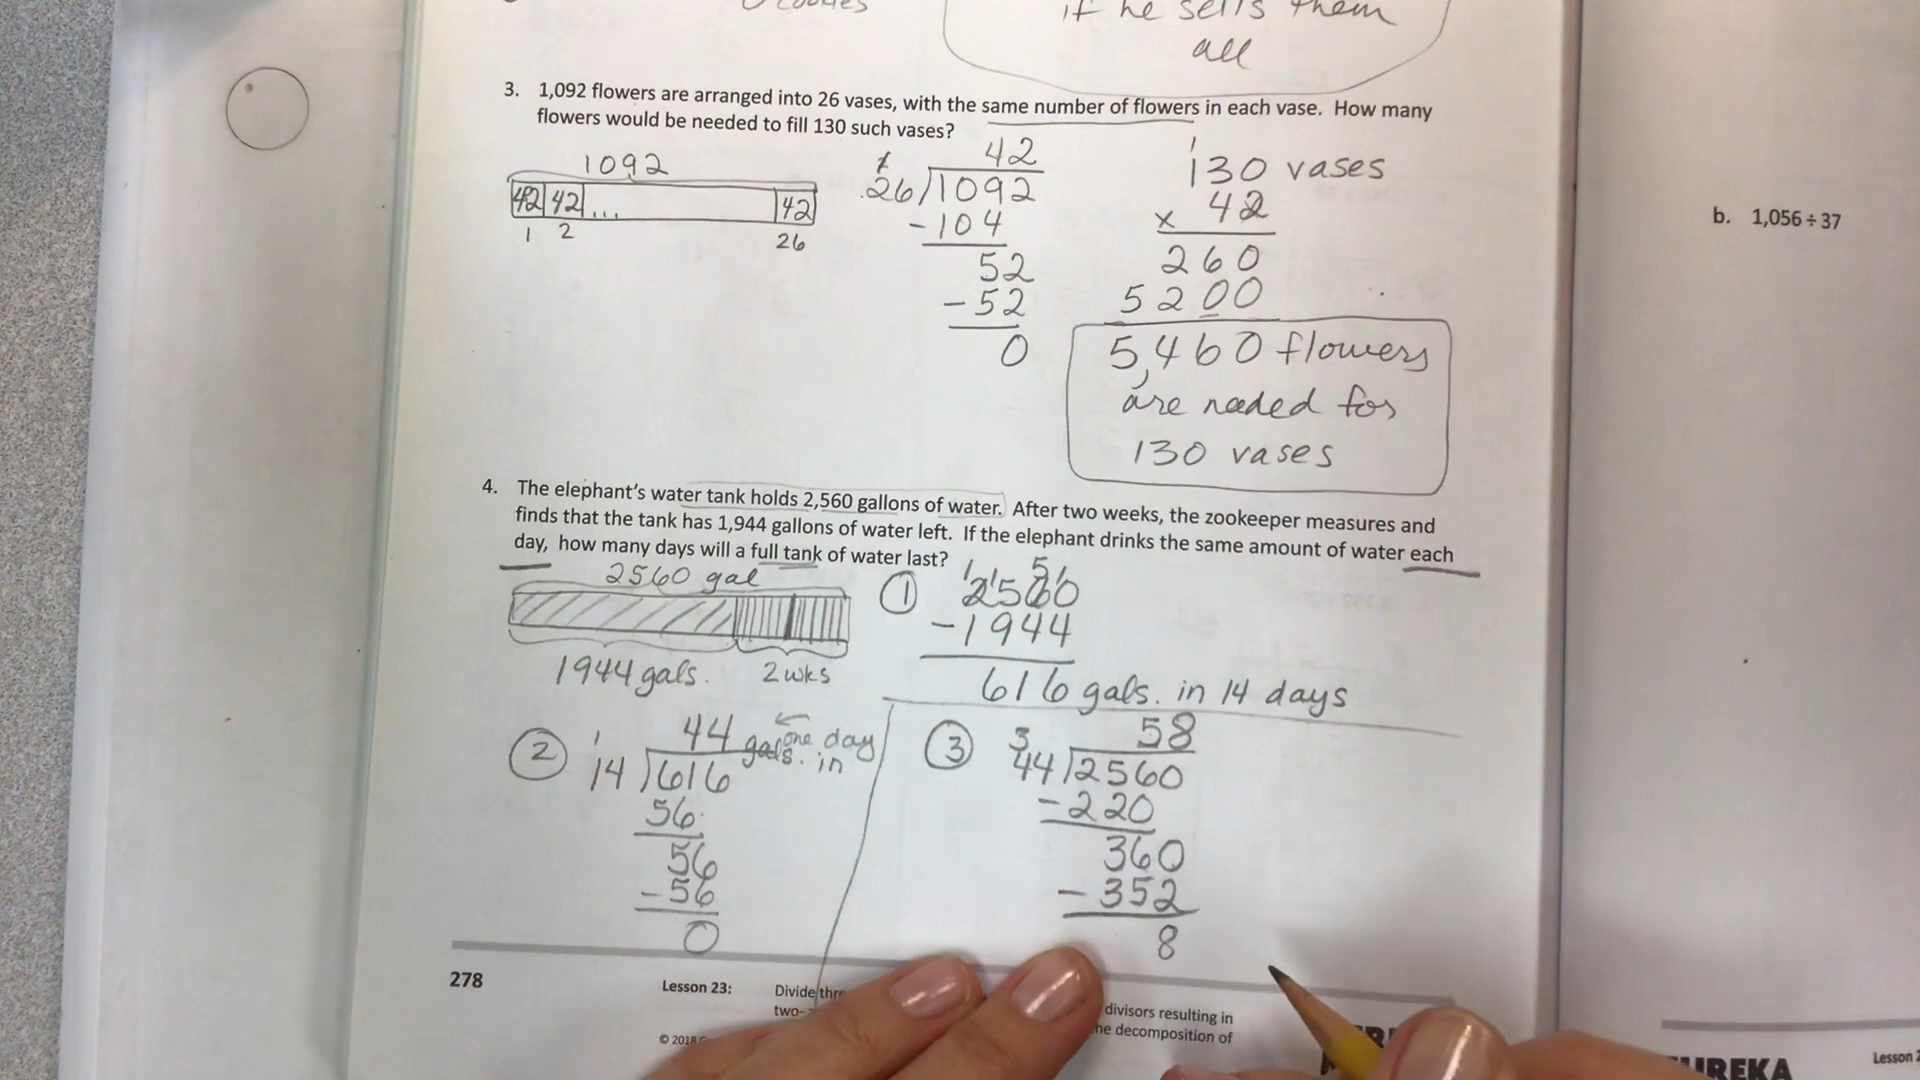 if he sells them
all
3. 1,092 flowers are arranged into 26 vases, with the same number of flowers in each vase. How many
flowers would be needed to fill 130 such vases?
1092
42 42 ... 42
1 2 26
42
26)1092
-104
52
-52
0
130 vases
x 42
260
5200
5,460 flowers
are needed for
130 vases
b. 1,056 ÷ 37
4. The elephant's water tank holds 2,560 gallons of water. After two weeks, the zookeeper measures and
finds that the tank has 1,944 gallons of water left. If the elephant drinks the same amount of water each
day, how many days will a full tank of water last?
2560 gal
1944 gals. 2 wks
1 2560
-1944
616 gals. in 14 days
2
44 gals. in one day
14)616
56
56
-56
0
3
58
44)2560
-220
360
-352
8
278 Lesson 23: Divide
two-
divisors resulting in
decomposition of
© 2018
UREKA
Lesson